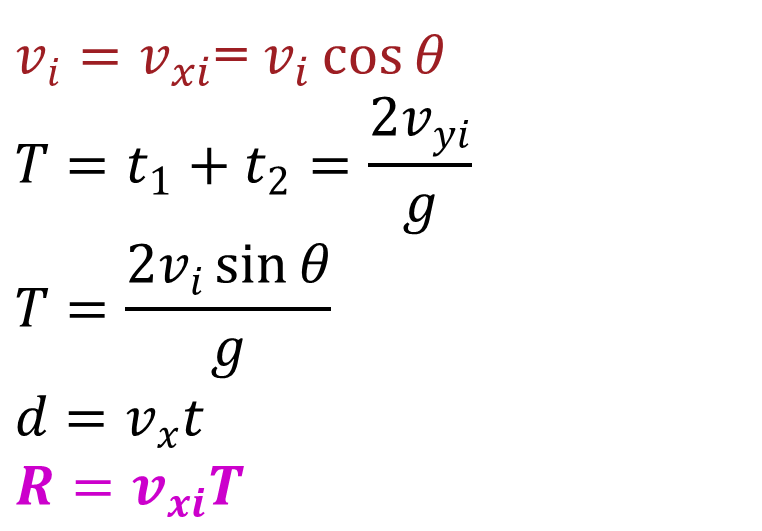 vᵢ = vₓᵢ= vᵢ cos θ
T = t₁ + t₂ = 2v_yi / g
T = 2vᵢ sin θ / g
d = vₓt
R = vₓᵢT